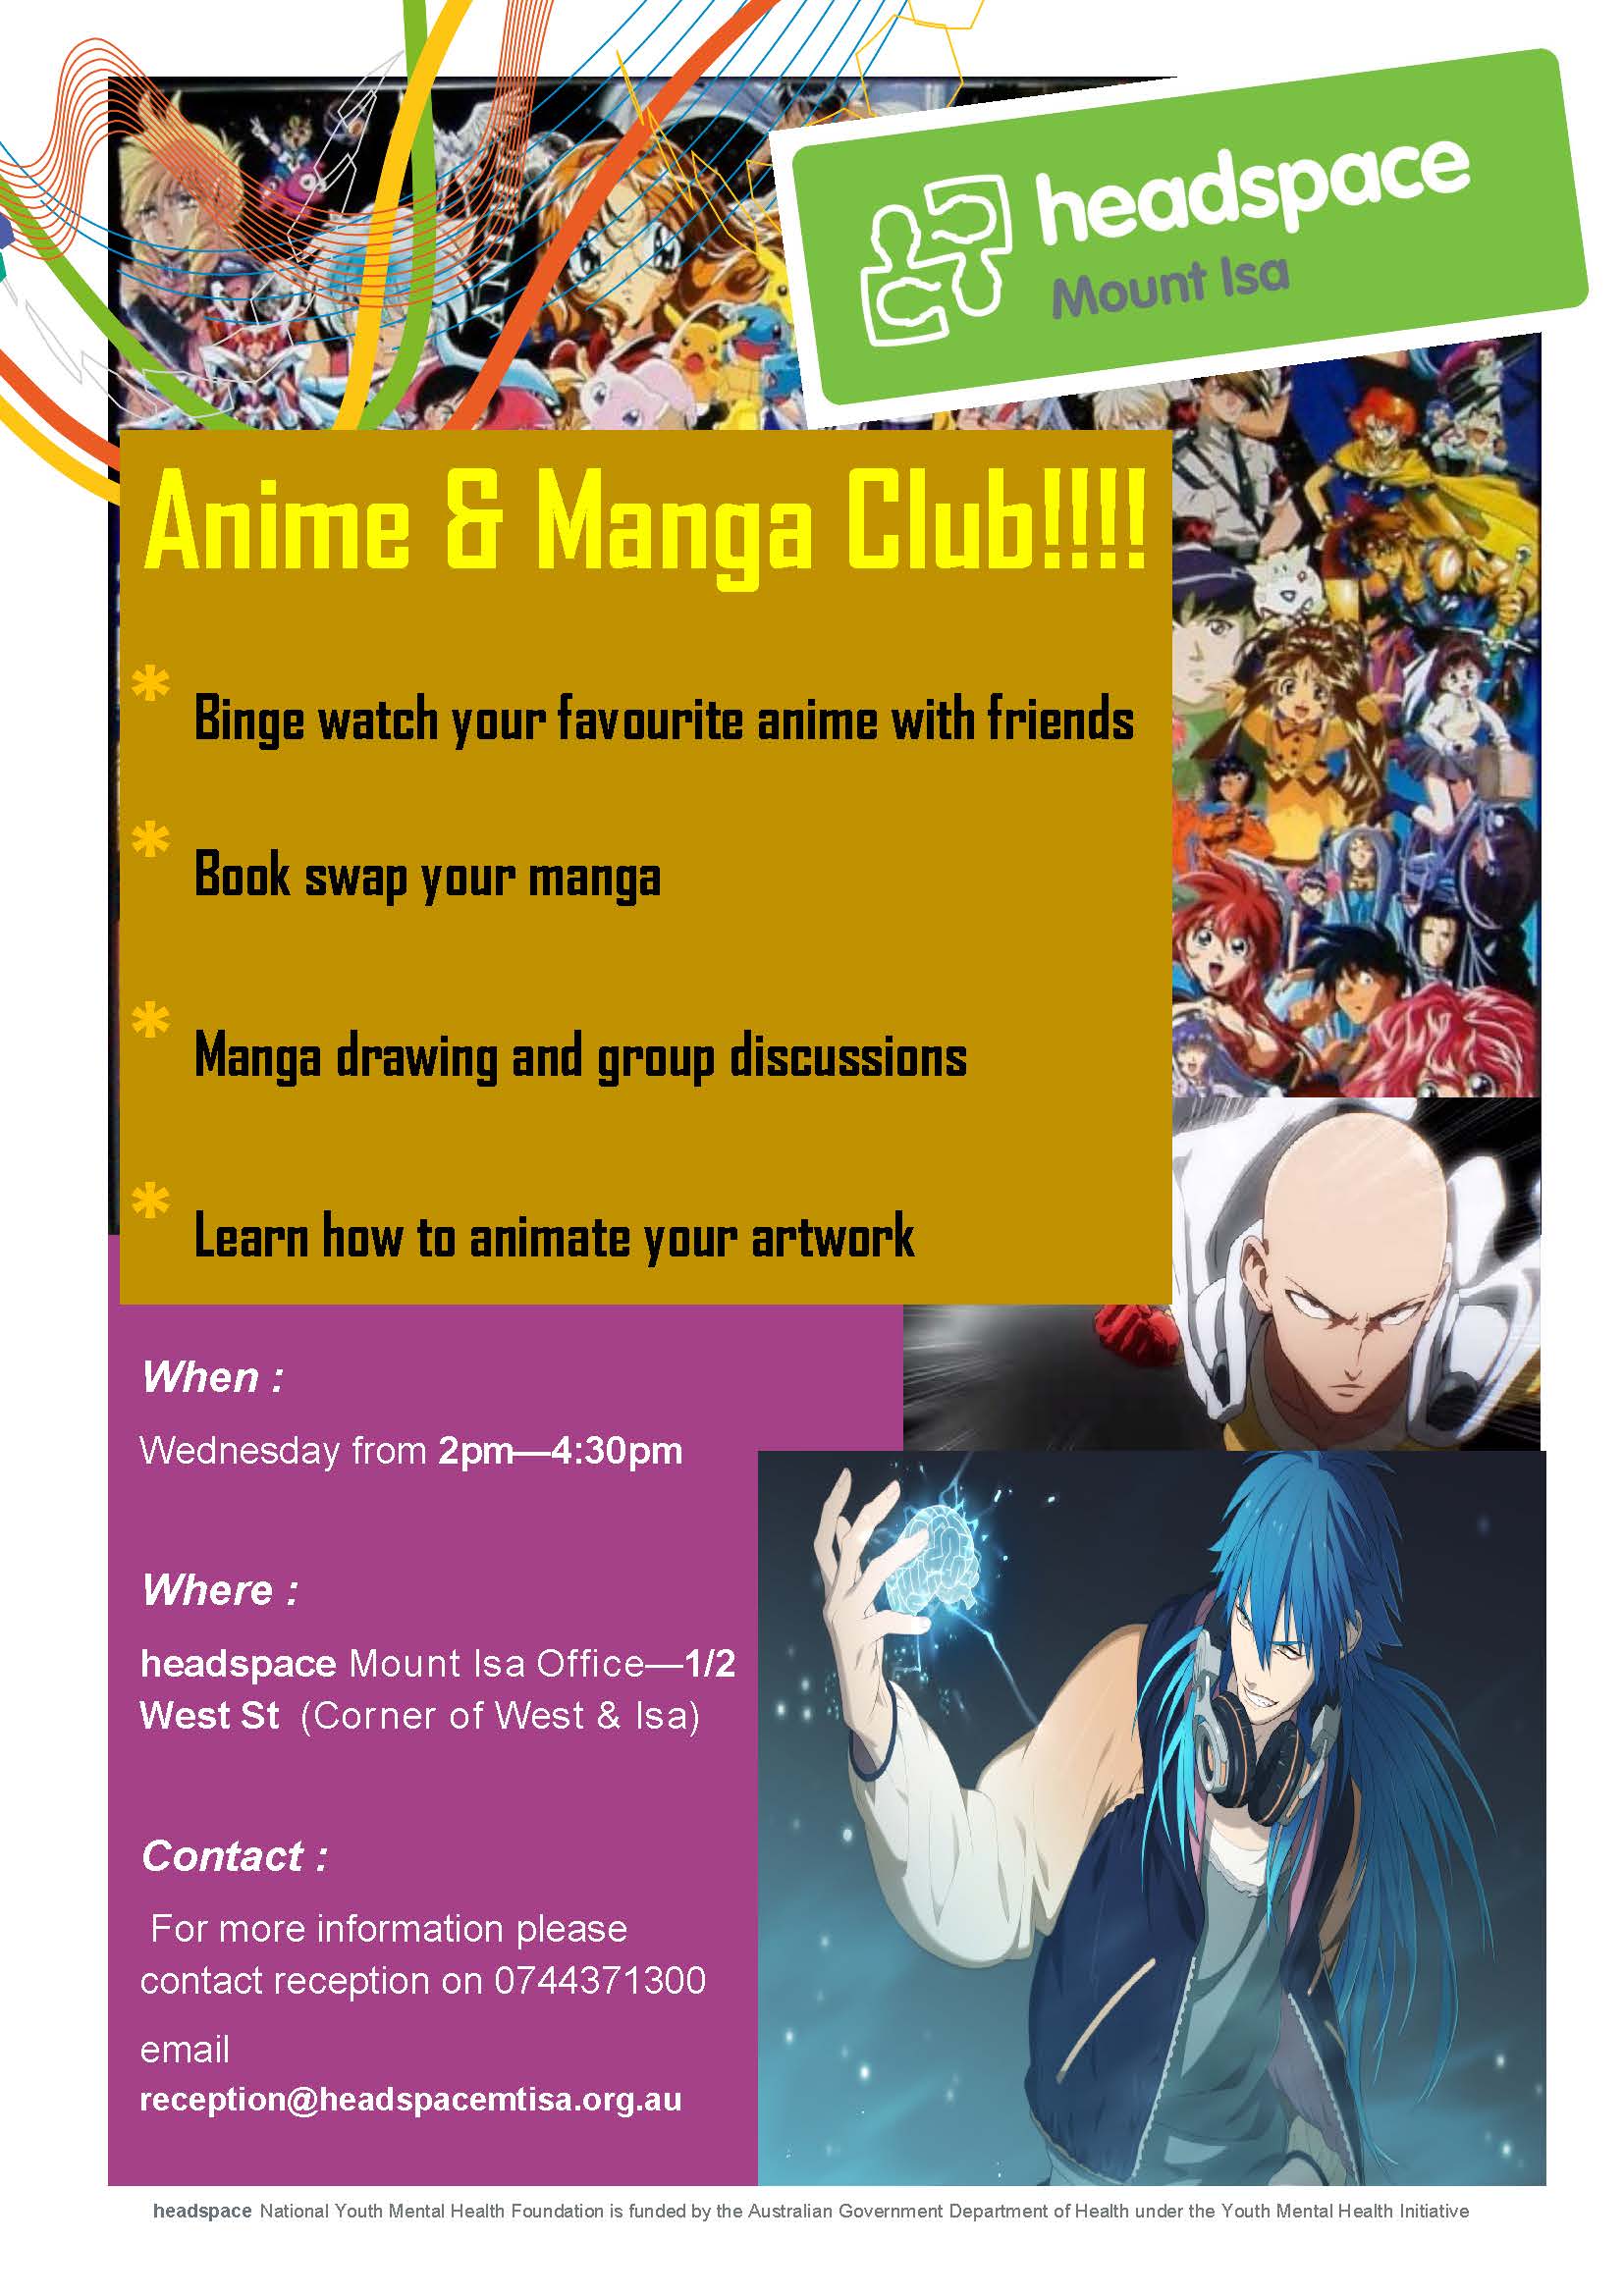 headspace
Mount Isa
Anime & Manga Club!!!!
* Binge watch your favourite anime with friends
* Book swap your manga
* Manga drawing and group discussions
* Learn how to animate your artwork
When :
Wednesday from 2pm—4:30pm
Where :
headspace Mount Isa Office—1/2
West St (Corner of West & Isa)
Contact :
For more information please
contact reception on 0744371300
email
reception@headspacemtisa.org.au
headspace National Youth Mental Health Foundation is funded by the Australian Government Department of Health under the Youth Mental Health Initiative